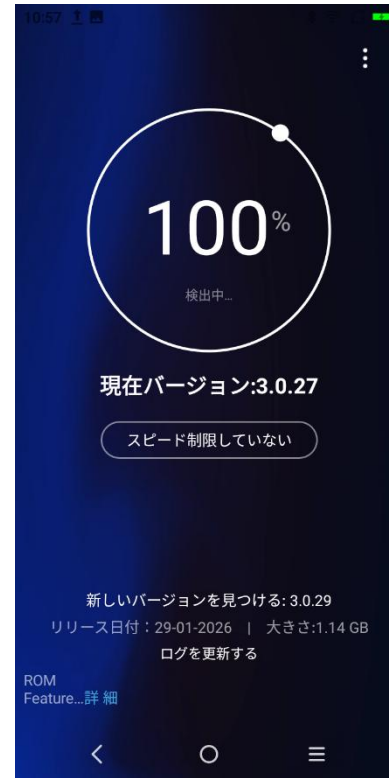 10:57
100%
検出中…
現在バージョン:3.0.27
スピード制限していない
新しいバージョンを見つける: 3.0.29
リリース日付：29-01-2026 | 大きさ:1.14 GB
ログを更新する
ROM
Feature...詳 細